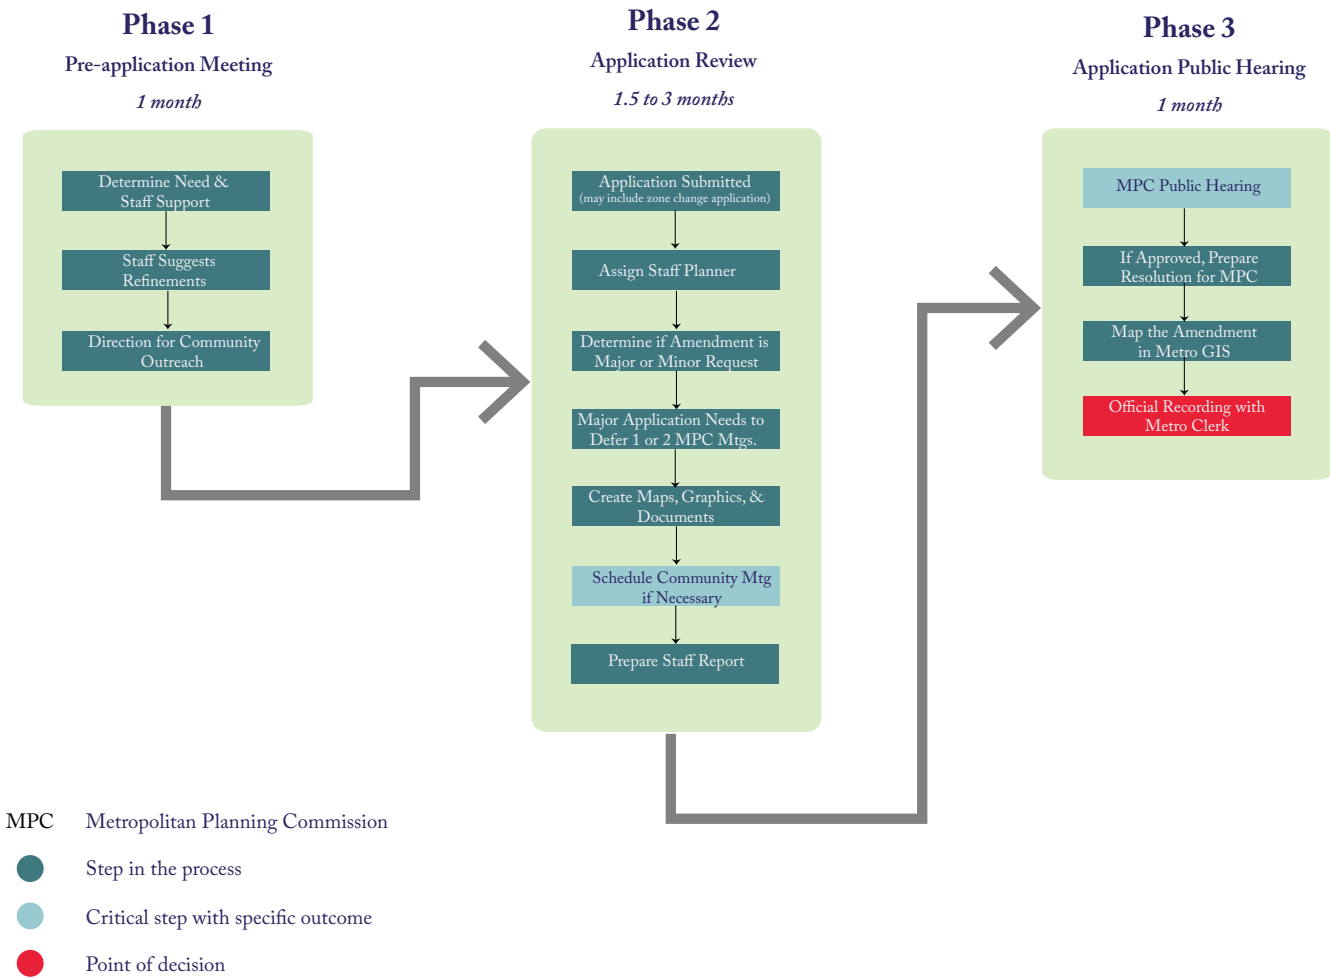 Phase 1
Pre-application Meeting
1 month
Determine Need &
Staff Support
Staff Suggests
Refinements
Direction for Community
Outreach
Phase 2
Application Review
1.5 to 3 months
Application Submitted
(may include zone change application)
Assign Staff Planner
Determine if Amendment is
Major or Minor Request
Major Application Needs to
Defer 1 or 2 MPC Mtgs.
Create Maps, Graphics, &
Documents
Schedule Community Mtg
if Necessary
Prepare Staff Report
Phase 3
Application Public Hearing
1 month
MPC Public Hearing
If Approved, Prepare
Resolution for MPC
Map the Amendment
in Metro GIS
Official Recording with
Metro Clerk
MPC Metropolitan Planning Commission
Step in the process
Critical step with specific outcome
Point of decision